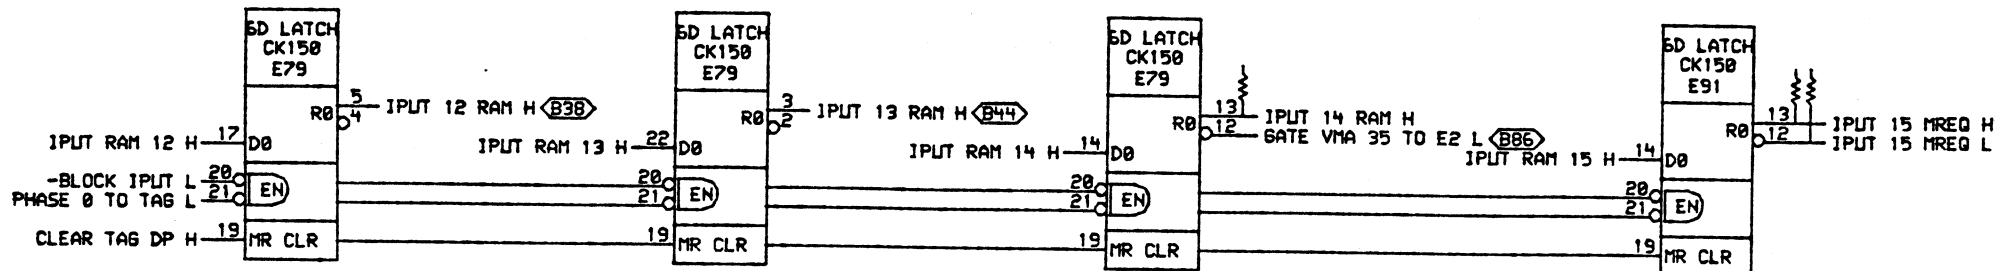 6D LATCH
CK150
E79
5
R0
4
IPUT 12 RAM H B38
IPUT RAM 12 H 17 D0
-BLOCK IPUT L 20
EN
PHASE 0 TO TAG L 21
CLEAR TAG DP H 19 MR CLR
6D LATCH
CK150
E79
3
R0
2
IPUT 13 RAM H B44
IPUT RAM 13 H 22 D0
20
EN
21
19 MR CLR
6D LATCH
CK150
E79
13 IPUT 14 RAM H
R0
12 GATE VMA 35 TO E2 L B86
IPUT RAM 14 H 14 D0
20
EN
21
19 MR CLR
6D LATCH
CK150
E91
13 IPUT 15 MREQ H
R0
12 IPUT 15 MREQ L
IPUT RAM 15 H 14 D0
20
EN
21
19 MR CLR